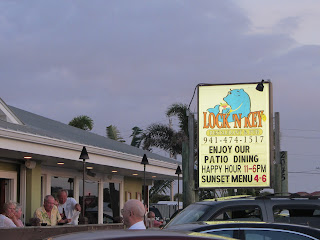 LOCK 'N KEY
941-474-1517
ENJOY OUR
PATIO DINING
HAPPY HOUR 11-6PM
SUNSET MENU 4-6